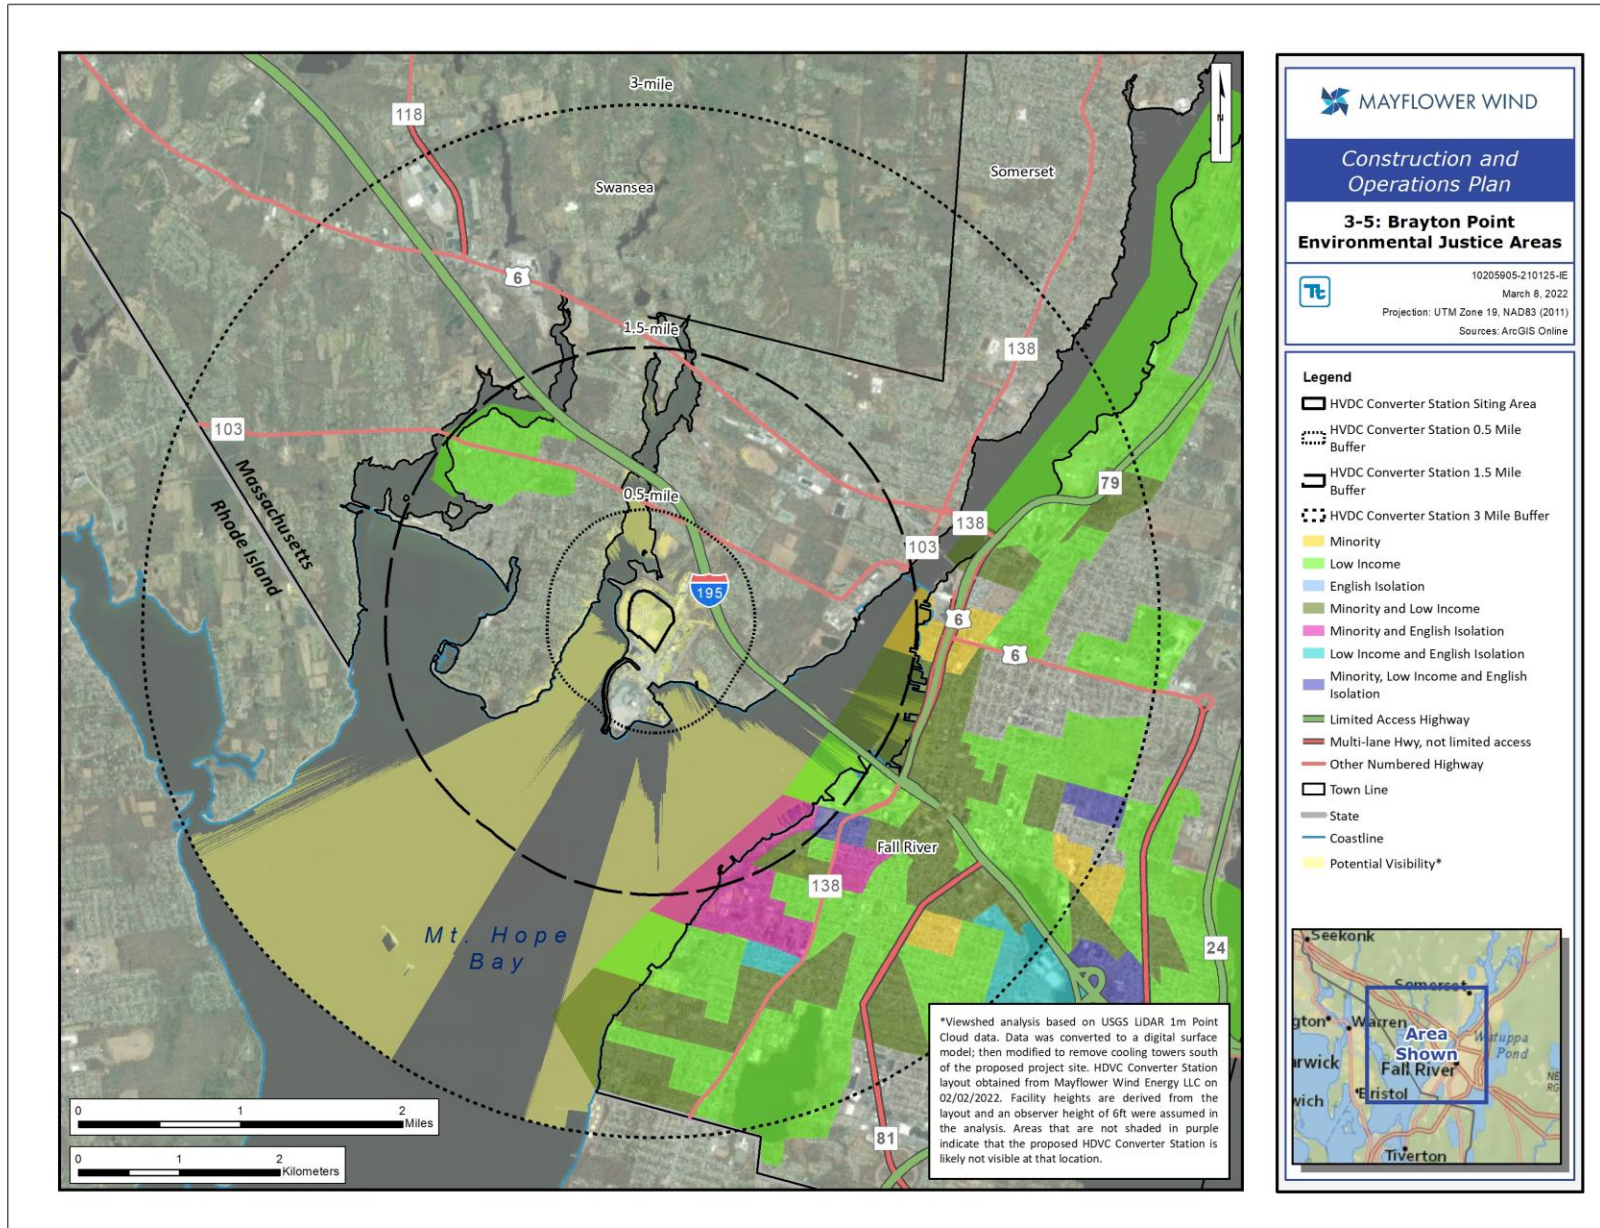 3-mile
118
Somerset
Swansea
6
1.5-mile
138
103
Massachusetts
Rhode Island
0.5-mile
79
138
103
195
6
6
Fall River
138
Mt. Hope
Bay
24
81
N
0 1 2
Miles
0 1 2
Kilometers
*Viewshed analysis based on USGS LiDAR 1m Point
Cloud data. Data was converted to a digital surface
model; then modified to remove cooling towers south
of the proposed project site. HDVC Converter Station
layout obtained from Mayflower Wind Energy LLC on
02/02/2022. Facility heights are derived from the
layout and an observer height of 6ft were assumed in
the analysis. Areas that are not shaded in purple
indicate that the proposed HDVC Converter Station is
likely not visible at that location.
MAYFLOWER WIND
Construction and
Operations Plan
3-5: Brayton Point
Environmental Justice Areas
Tt
10205905-210125-IE
March 8, 2022
Projection: UTM Zone 19, NAD83 (2011)
Sources: ArcGIS Online
Legend
HVDC Converter Station Siting Area
HVDC Converter Station 0.5 Mile
Buffer
HVDC Converter Station 1.5 Mile
Buffer
HVDC Converter Station 3 Mile Buffer
Minority
Low Income
English Isolation
Minority and Low Income
Minority and English Isolation
Low Income and English Isolation
Minority, Low Income and English
Isolation
Limited Access Highway
Multi-lane Hwy, not limited access
Other Numbered Highway
Town Line
State
Coastline
Potential Visibility*
Seekonk
Somerset
gton
Warren
Area
Shown
Watuppa
Pond
arwick
Fall River
NE
RG
wich
Bristol
Tiverton